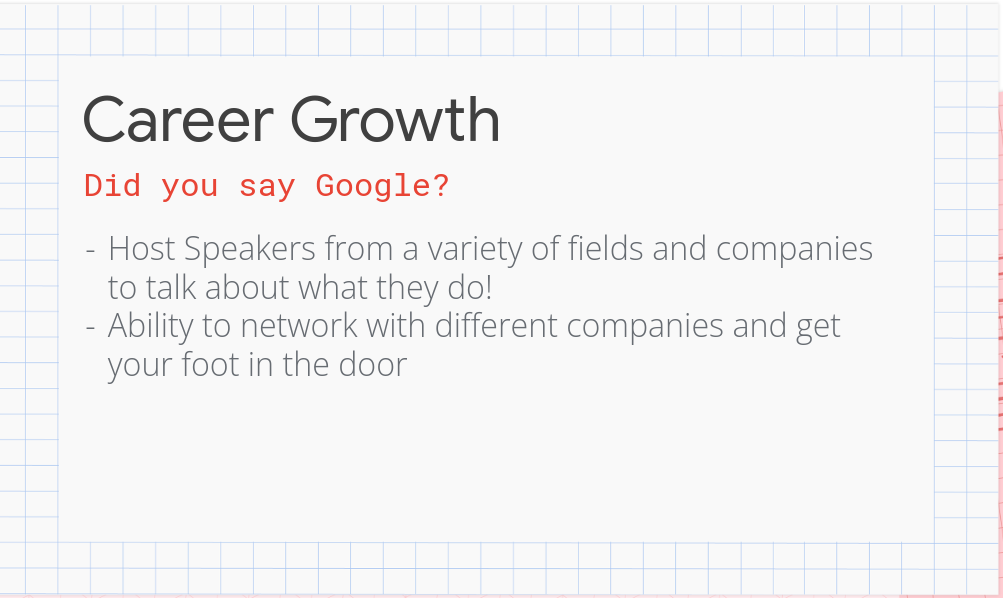 Career Growth
Did you say Google?
- Host Speakers from a variety of fields and companies
to talk about what they do!
- Ability to network with different companies and get
your foot in the door